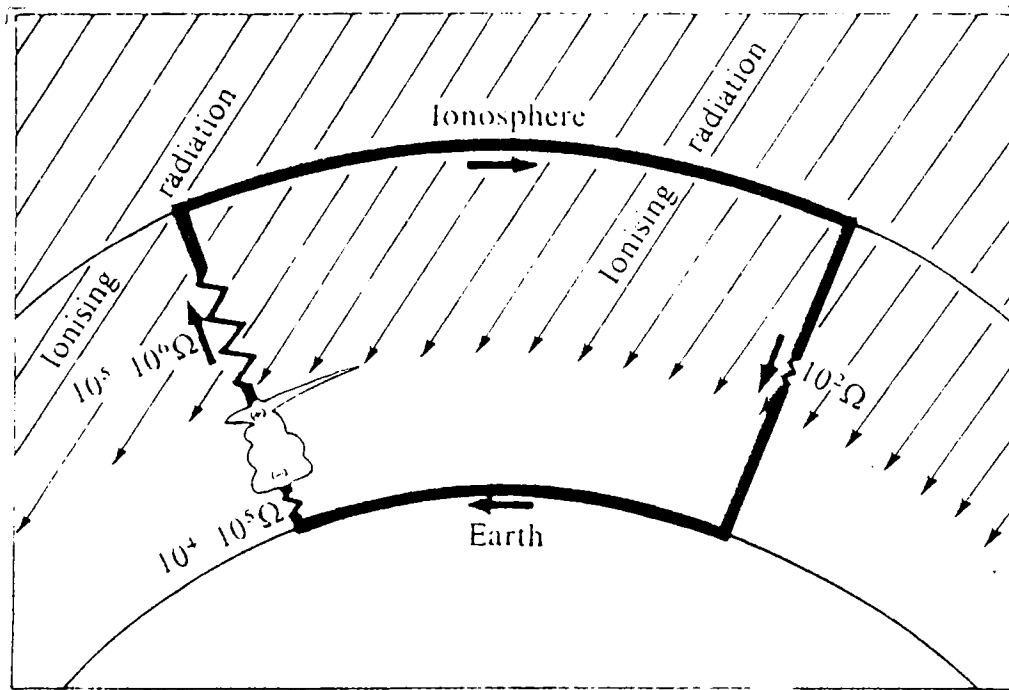 Ionosphere
Ionising radiation
Ionising radiation
10⁵ 10⁶Ω
10²Ω
(+)
(−)
10⁴ 10⁵Ω
Earth